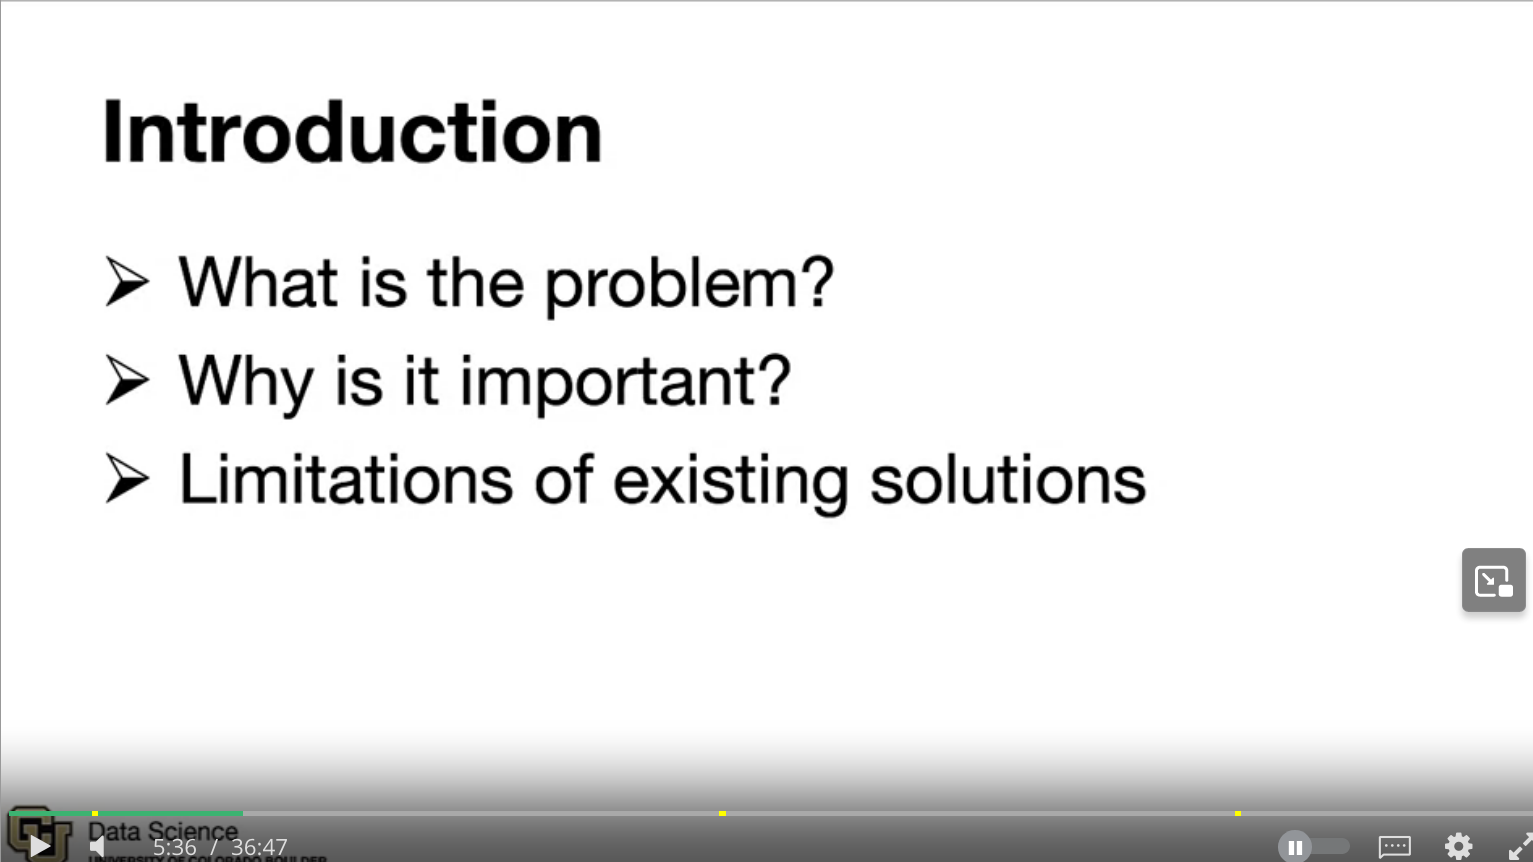 Introduction
What is the problem?
Why is it important?
Limitations of existing solutions
Data Science
UNIVERSITY OF COLORADO BOULDER
5:36 / 36:47